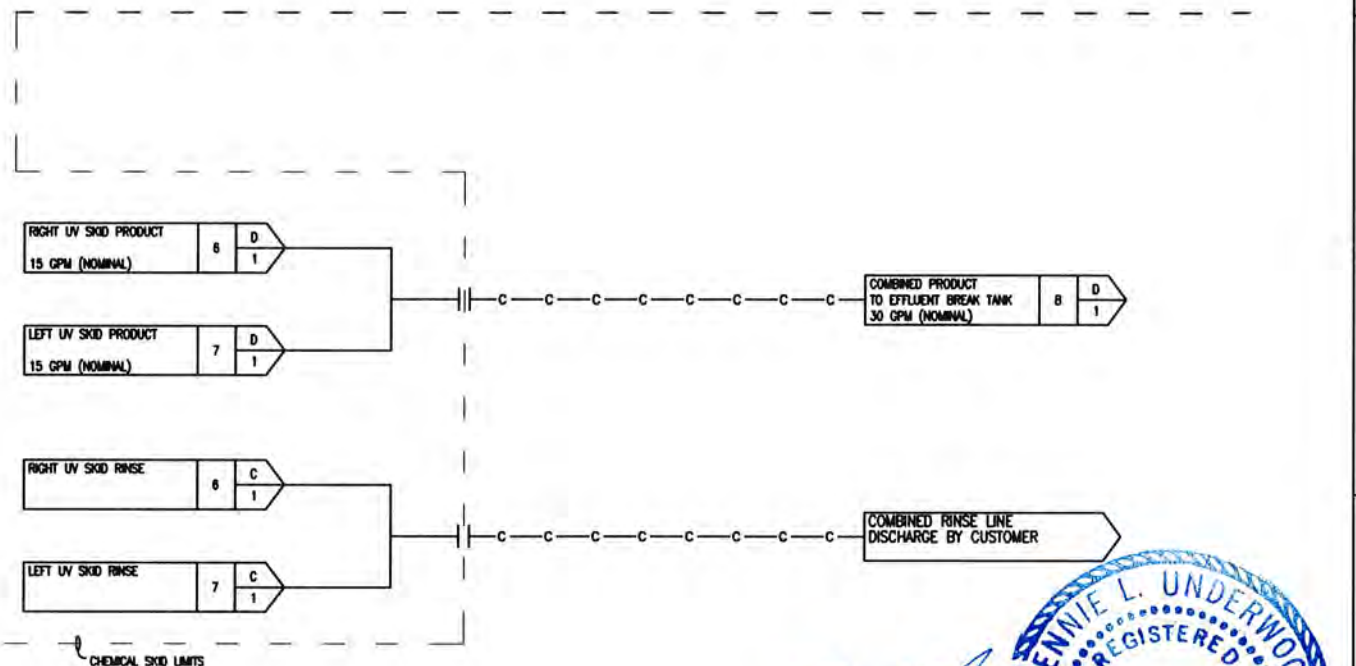 RIGHT UV SKID PRODUCT
15 GPM (NOMINAL)
6
D
1
LEFT UV SKID PRODUCT
15 GPM (NOMINAL)
7
D
1
C C C C C C C C
COMBINED PRODUCT
TO EFFLUENT BREAK TANK
30 GPM (NOMINAL)
8
D
1
RIGHT UV SKID RINSE
6
C
1
LEFT UV SKID RINSE
7
C
1
C C C C C C C C
COMBINED RINSE LINE
DISCHARGE BY CUSTOMER
CHEMICAL SKID LIMITS
ENNIE L. UNDERWOO
REGISTERED